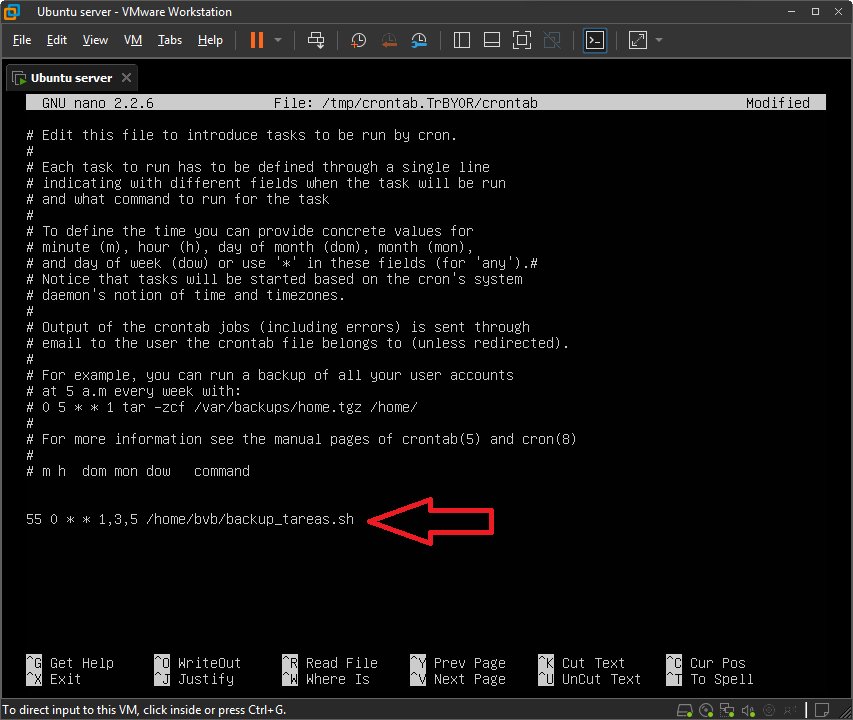 Ubuntu server - VMware Workstation
File Edit View VM Tabs Help
Ubuntu server
GNU nano 2.2.6 File: /tmp/crontab.TrBYOR/crontab Modified
# Edit this file to introduce tasks to be run by cron.
#
# Each task to run has to be defined through a single line
# indicating with different fields when the task will be run
# and what command to run for the task
#
# To define the time you can provide concrete values for
# minute (m), hour (h), day of month (dom), month (mon),
# and day of week (dow) or use '*' in these fields (for 'any').#
# Notice that tasks will be started based on the cron's system
# daemon's notion of time and timezones.
#
# Output of the crontab jobs (including errors) is sent through
# email to the user the crontab file belongs to (unless redirected).
#
# For example, you can run a backup of all your user accounts
# at 5 a.m every week with:
# 0 5 * * 1 tar -zcf /var/backups/home.tgz /home/
#
# For more information see the manual pages of crontab(5) and cron(8)
#
# m h  dom mon dow   command
55 0 * * 1,3,5 /home/bvb/backup_tareas.sh
^G Get Help ^O WriteOut ^R Read File ^Y Prev Page ^K Cut Text ^C Cur Pos
^X Exit ^J Justify ^W Where Is ^V Next Page ^U UnCut Text ^T To Spell
To direct input to this VM, click inside or press Ctrl+G.